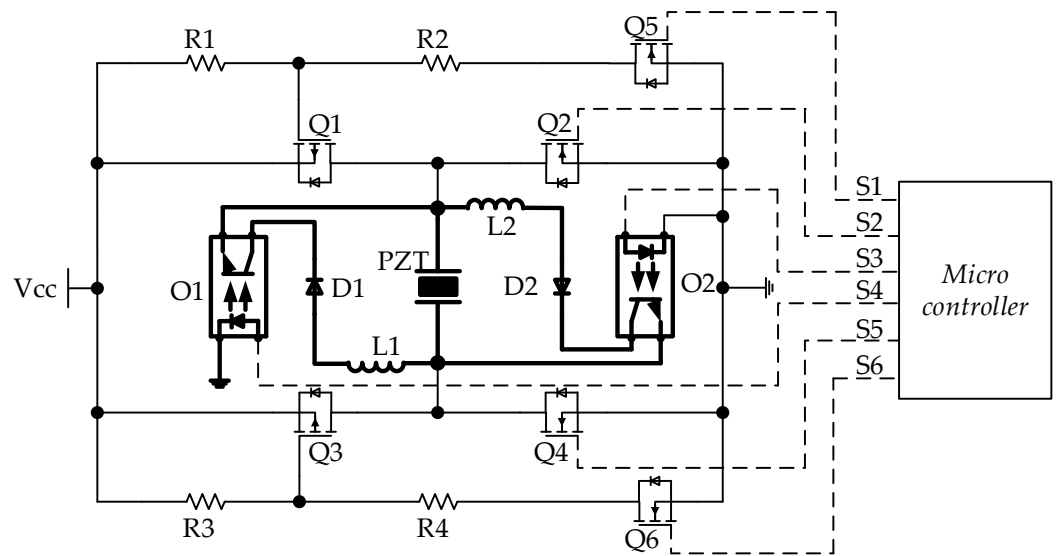 Q5
R1
R2
Q1
Q2
S1
S2
L2
S3
PZT
Micro
controller
Vcc
O1
D1
D2
O2
S4
S5
L1
S6
Q3
Q4
R3
R4
Q6